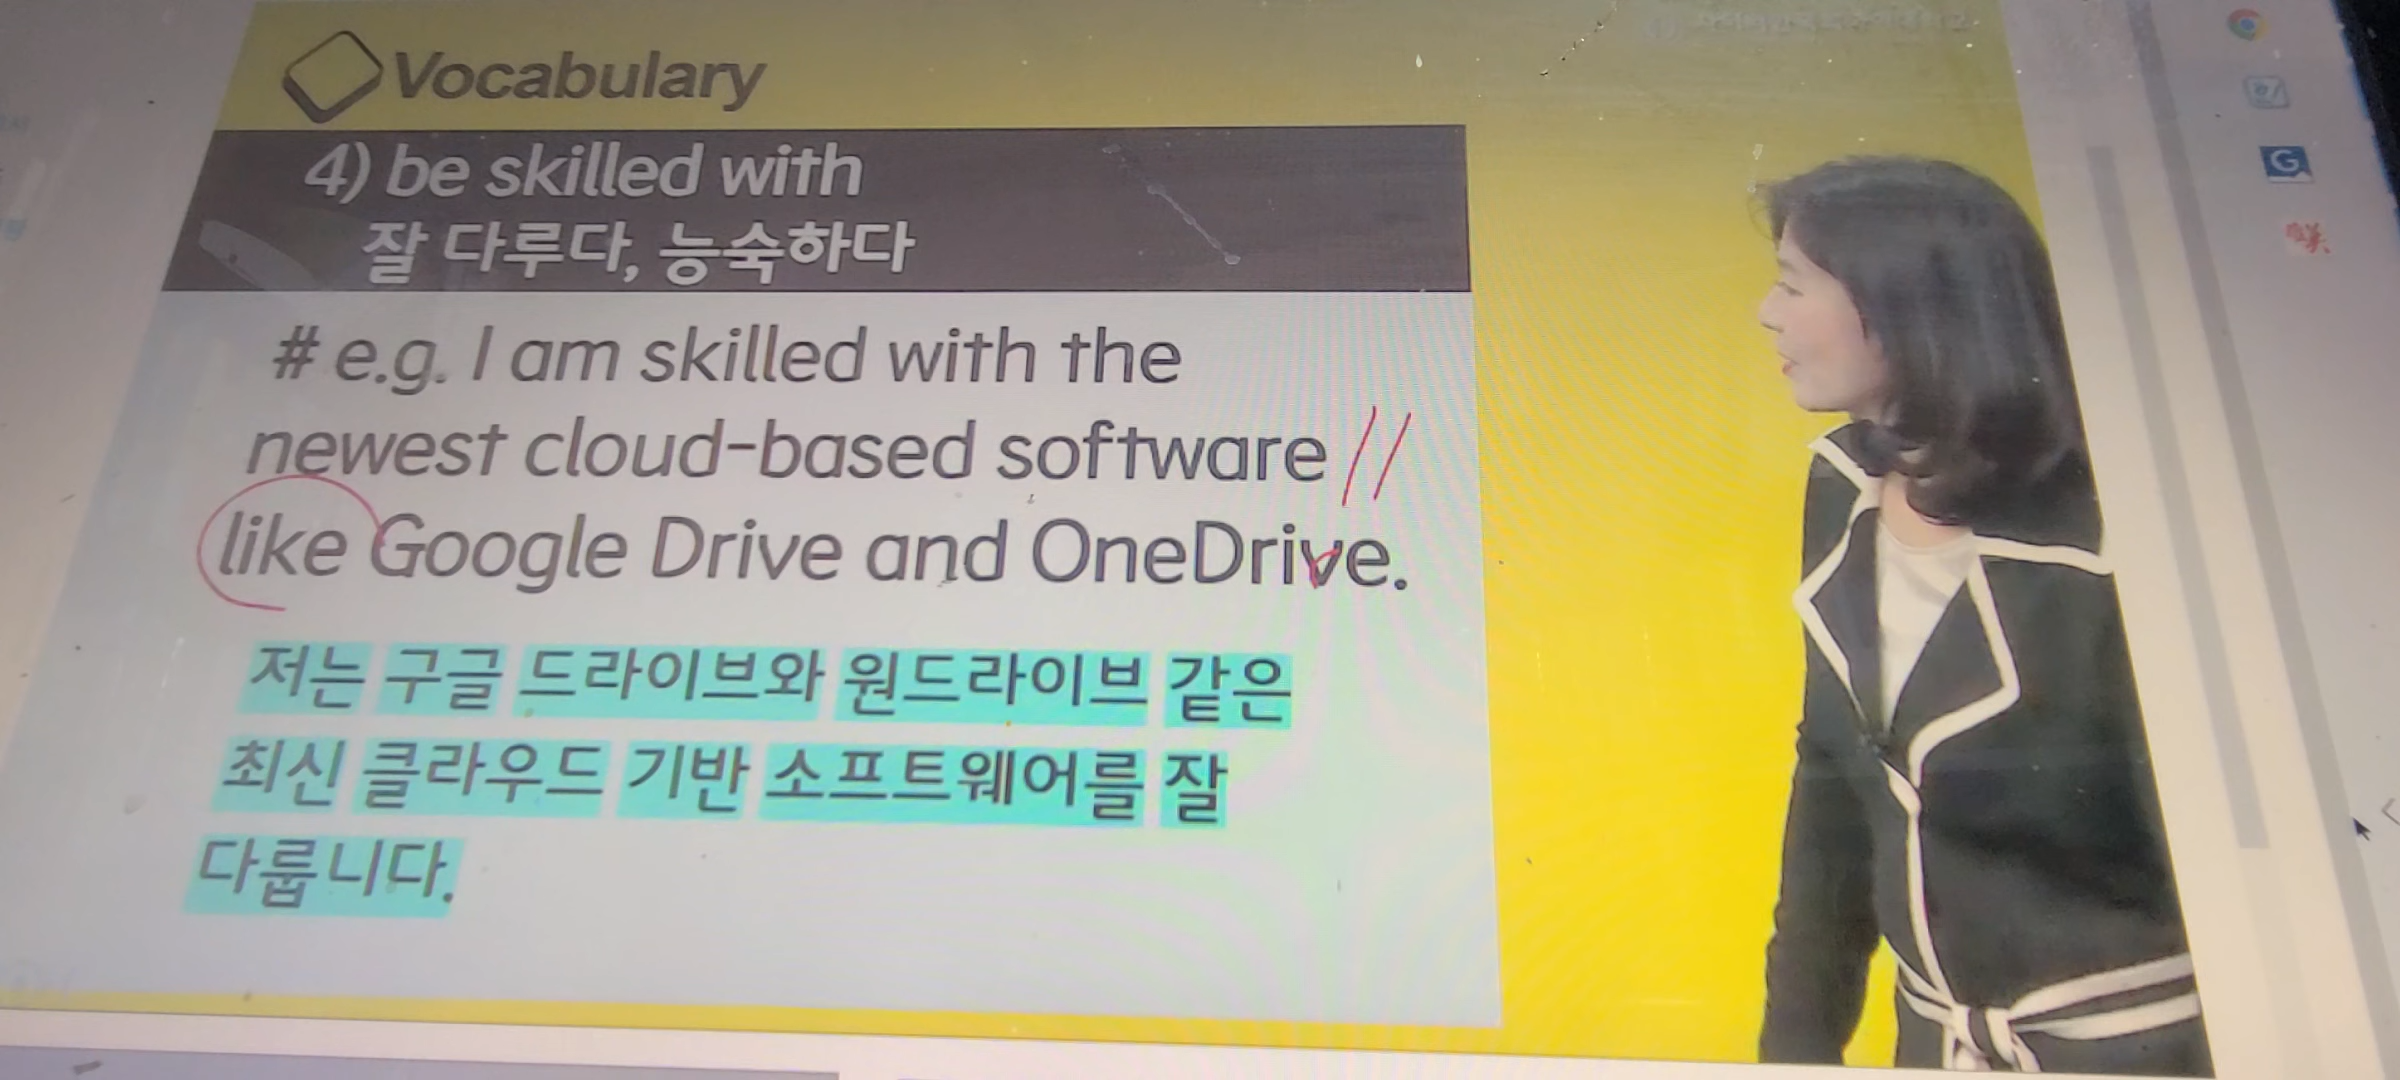 Vocabulary
4) be skilled with
잘 다루다, 능숙하다
# e.g. I am skilled with the
newest cloud-based software //
like Google Drive and OneDrive.
저는 구글 드라이브와 원드라이브 같은
최신 클라우드 기반 소프트웨어를 잘
다룹니다.